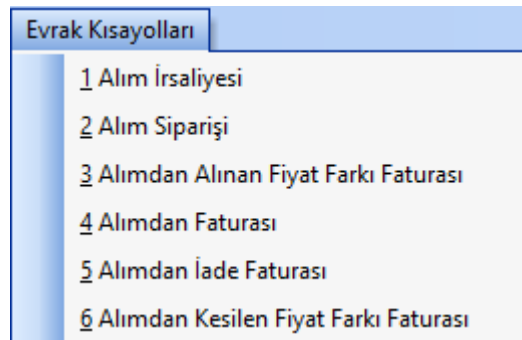 Evrak Kısayolları
1 Alım İrsaliyesi
2 Alım Siparişi
3 Alımdan Alınan Fiyat Farkı Faturası
4 Alımdan Faturası
5 Alımdan İade Faturası
6 Alımdan Kesilen Fiyat Farkı Faturası